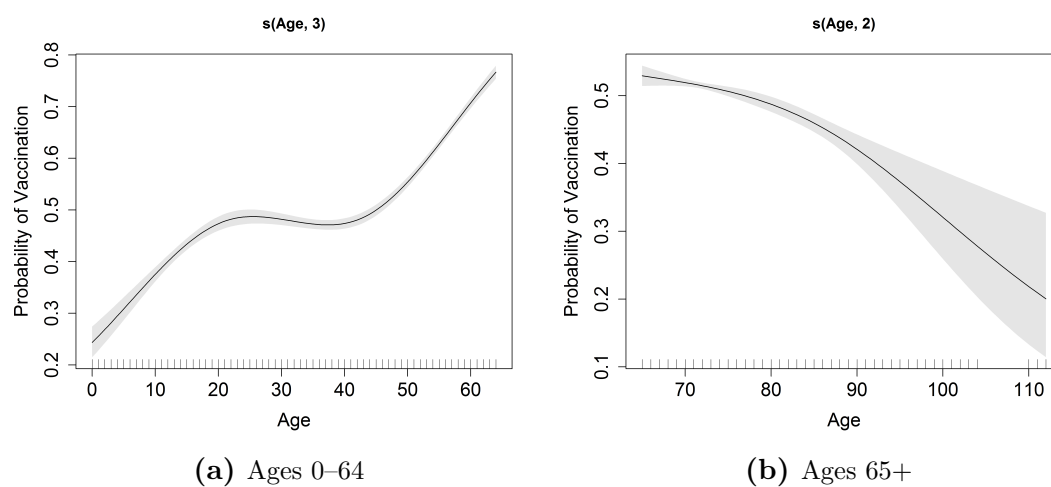 s(Age, 3)
Probability of Vaccination
0.8
0.7
0.6
0.5
0.4
0.3
0.2
0 10 20 30 40 50 60
Age
(a) Ages 0–64
s(Age, 2)
Probability of Vaccination
0.5
0.4
0.3
0.2
0.1
70 80 90 100 110
Age
(b) Ages 65+